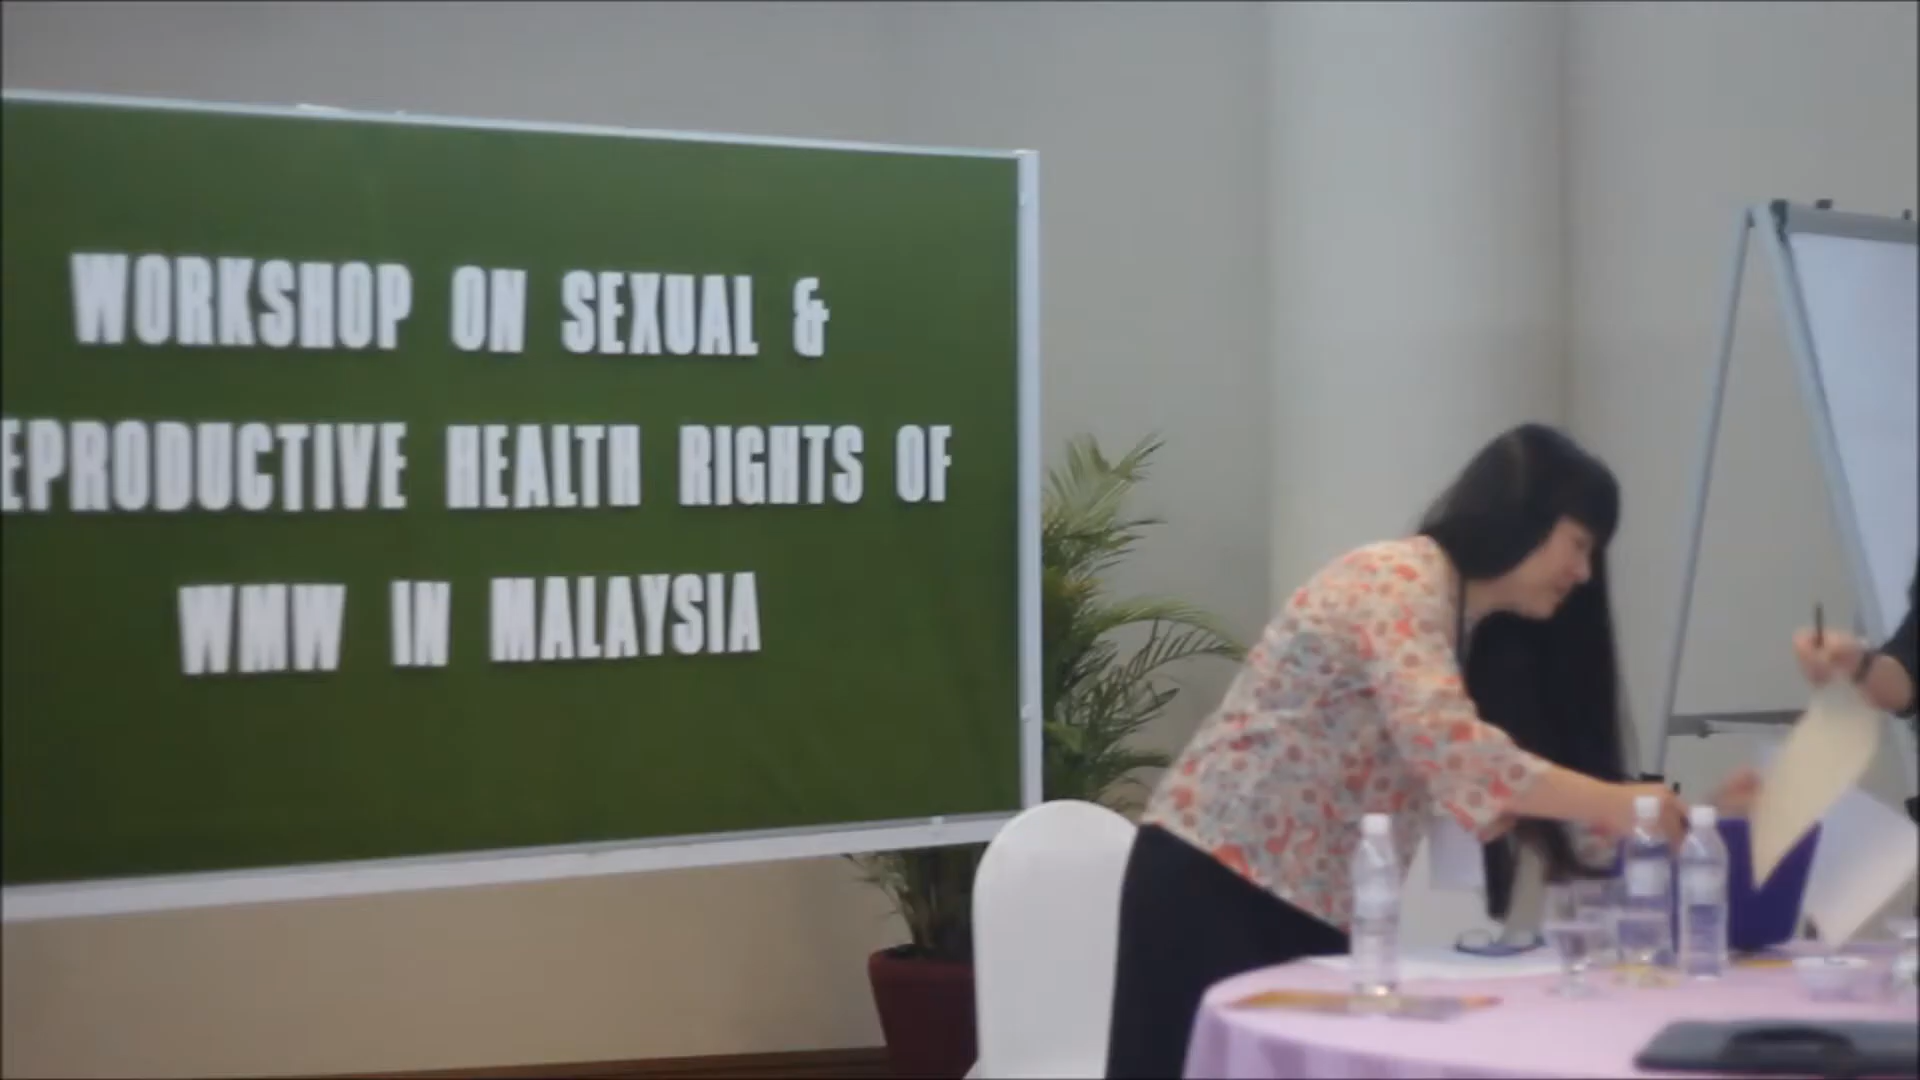 WORKSHOP ON SEXUAL &
EPRODUCTIVE HEALTH RIGHTS OF
WMW IN MALAYSIA